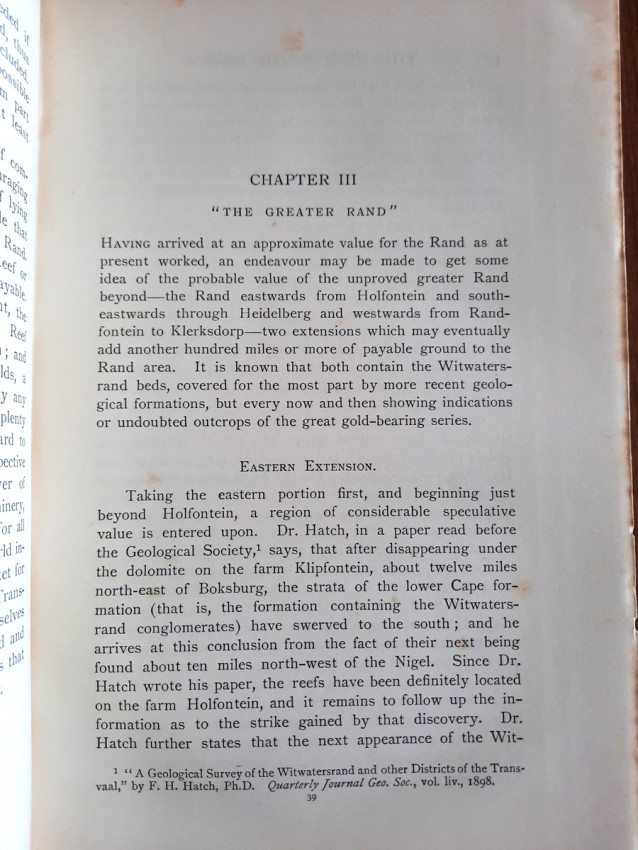 CHAPTER III
"THE GREATER RAND"
HAVING arrived at an approximate value for the Rand as at
present worked, an endeavour may be made to get some
idea of the probable value of the unproved greater Rand
beyond—the Rand eastwards from Holfontein and south-
eastwards through Heidelberg and westwards from Rand-
fontein to Klerksdorp—two extensions which may eventually
add another hundred miles or more of payable ground to the
Rand area. It is known that both contain the Witwaters-
rand beds, covered for the most part by more recent geolo-
gical formations, but every now and then showing indications
or undoubted outcrops of the great gold-bearing series.
EASTERN EXTENSION.
Taking the eastern portion first, and beginning just
beyond Holfontein, a region of considerable speculative
value is entered upon. Dr. Hatch, in a paper read before
the Geological Society,¹ says, that after disappearing under
the dolomite on the farm Klipfontein, about twelve miles
north-east of Boksburg, the strata of the lower Cape for-
mation (that is, the formation containing the Witwaters-
rand conglomerates) have swerved to the south; and he
arrives at this conclusion from the fact of their next being
found about ten miles north-west of the Nigel. Since Dr.
Hatch wrote his paper, the reefs have been definitely located
on the farm Holfontein, and it remains to follow up the in-
formation as to the strike gained by that discovery. Dr.
Hatch further states that the next appearance of the Wit-
¹ "A Geological Survey of the Witwatersrand and other Districts of the Trans-
vaal," by F. H. Hatch, Ph.D. Quarterly Journal Geo. Soc., vol. liv., 1898.
39